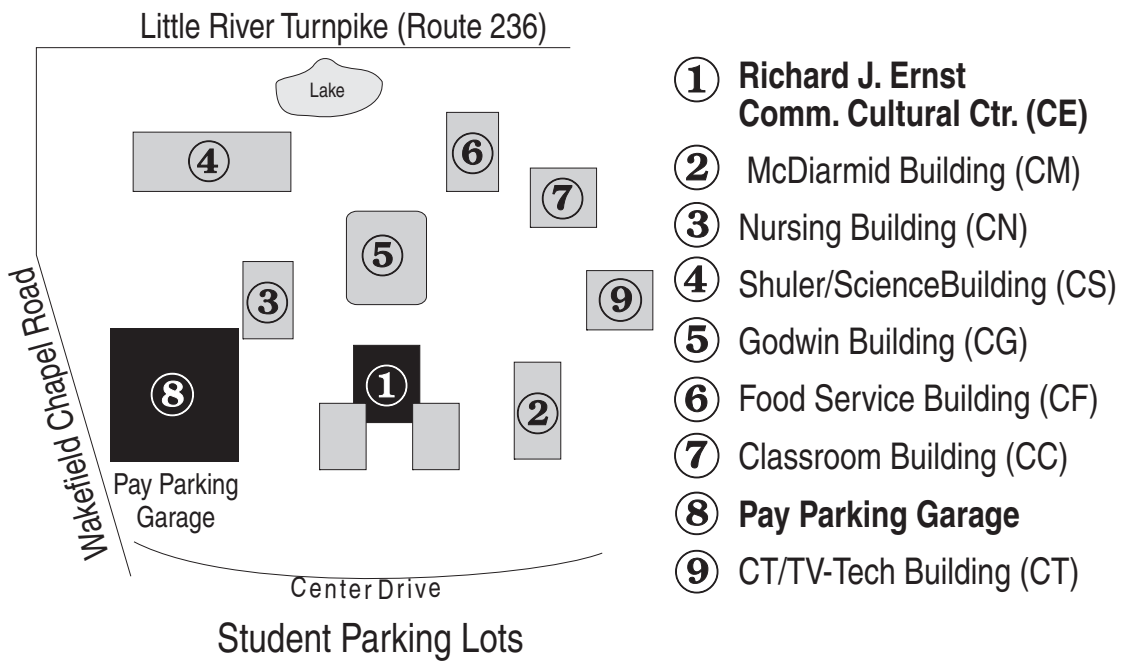 Little River Turnpike (Route 236)
Lake
4
6
7
5
3
9
8
1
2
Wakefield Chapel Road
Pay Parking
Garage
Center Drive
Student Parking Lots
1 Richard J. Ernst
Comm. Cultural Ctr. (CE)
2 McDiarmid Building (CM)
3 Nursing Building (CN)
4 Shuler/ScienceBuilding (CS)
5 Godwin Building (CG)
6 Food Service Building (CF)
7 Classroom Building (CC)
8 Pay Parking Garage
9 CT/TV-Tech Building (CT)